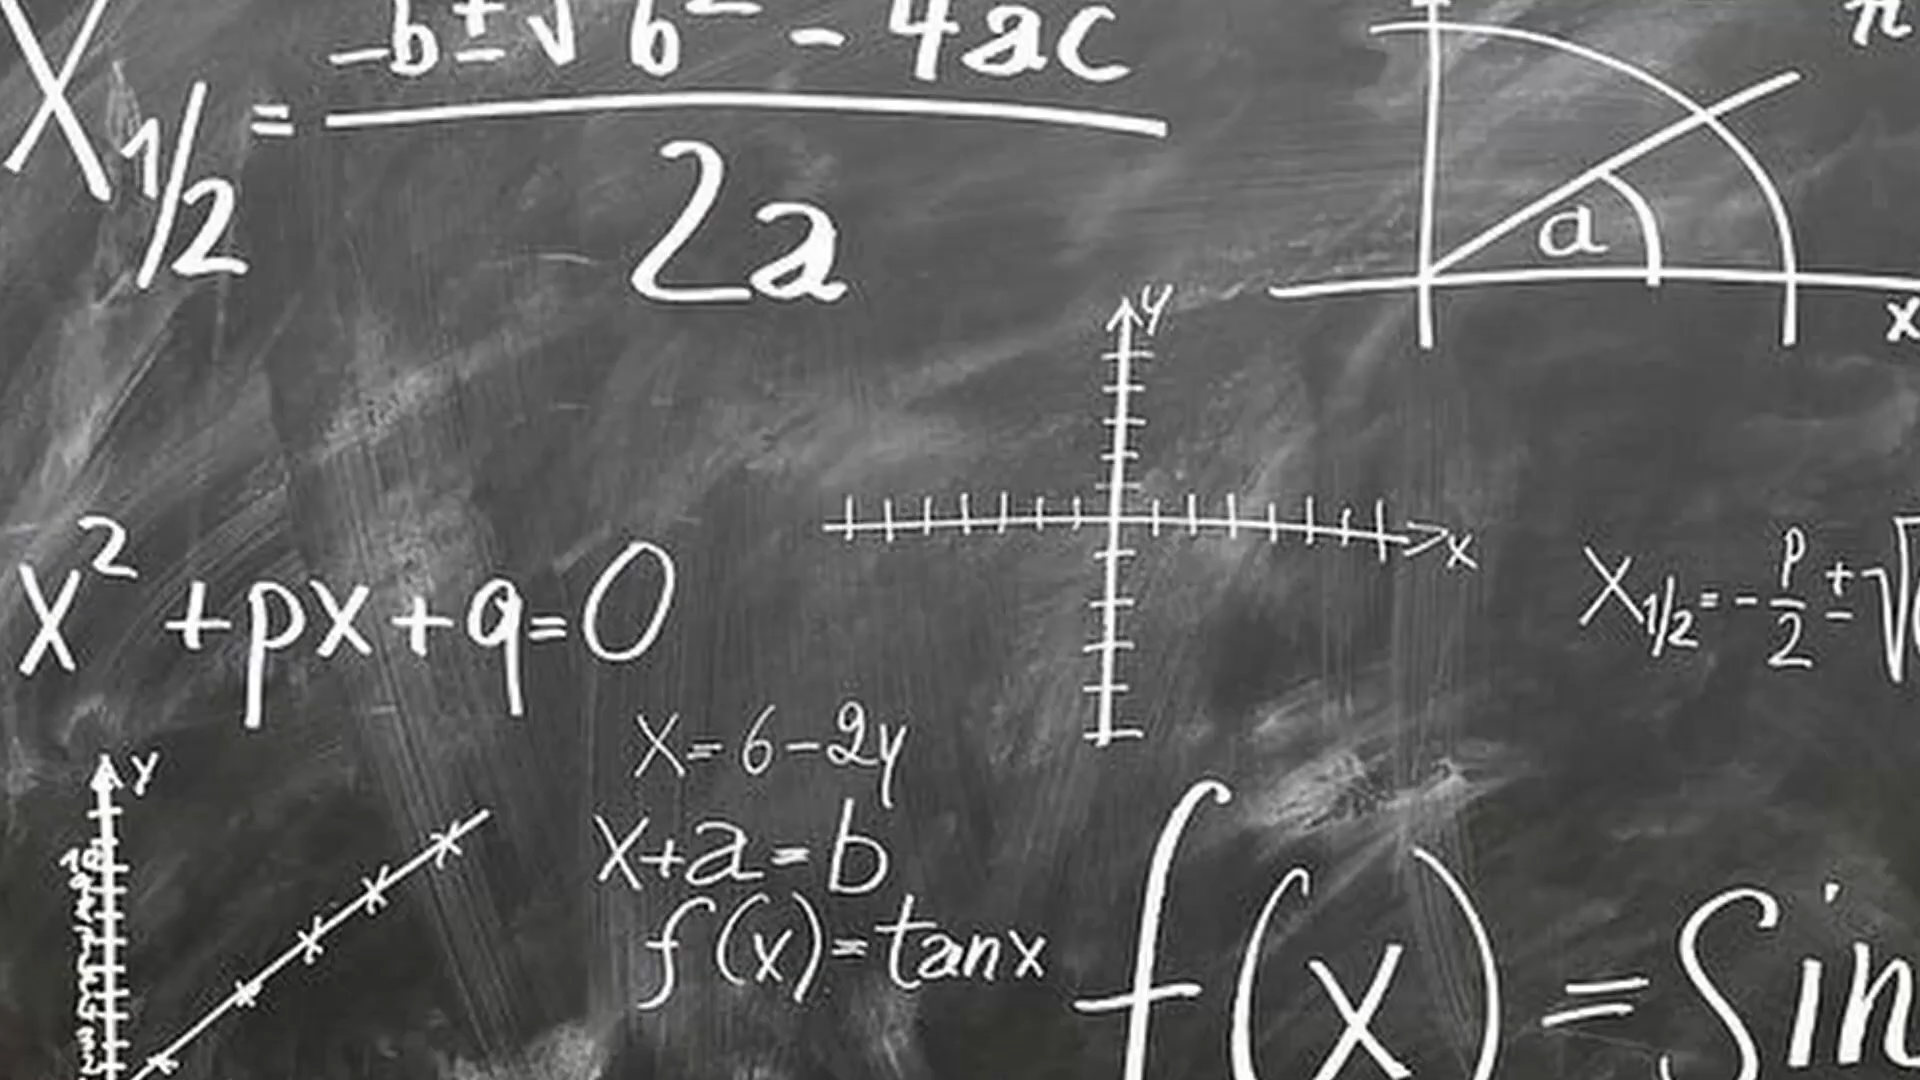 X1/2 = -b±√b² - 4ac / 2a
a
x
y
x
x² + px + q = 0
X1/2 = - p/2 ± √
x = 6 - 2y
y
x + a = b
f(x) = tan x
f(x) = Sin